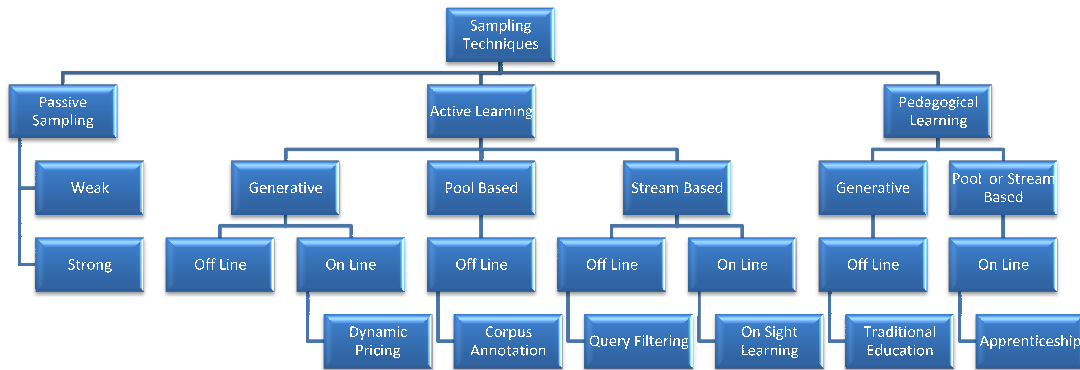 Sampling
Techniques
Passive
Sampling
Active Learning
Pedagogical
Learning
Weak
Generative
Pool Based
Stream Based
Generative
Pool or Stream
Based
Strong
Off Line
On Line
Off Line
Off Line
On Line
Off Line
On Line
Dynamic
Pricing
Corpus
Annotation
Query Filtering
On Sight
Learning
Traditional
Education
Apprenticeship